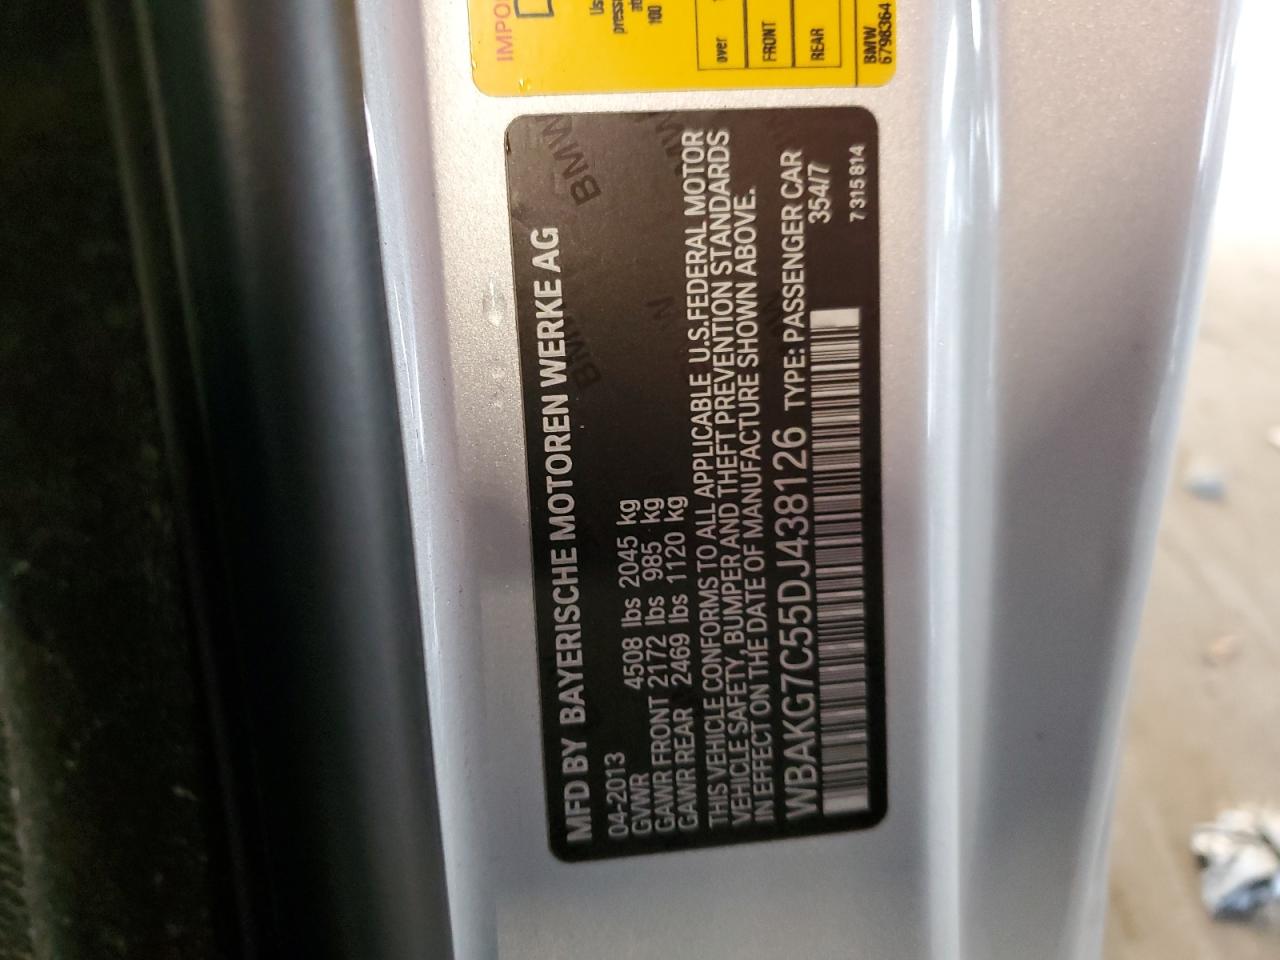 MFD BY BAYERISCHE MOTOREN WERKE AG
04-2013
GVWR 4508 lbs 2045 kg
GAWR FRONT 2172 lbs 985 kg
GAWR REAR 2469 lbs 1120 kg
THIS VEHICLE CONFORMS TO ALL APPLICABLE U.S.FEDERAL MOTOR
VEHICLE SAFETY, BUMPER AND THEFT PREVENTION STANDARDS
IN EFFECT ON THE DATE OF MANUFACTURE SHOWN ABOVE.
WBAKG7C55DJ438126 TYPE: PASSENGER CAR
354/7
7315814
over
FRONT
REAR
BMW
6798364
100